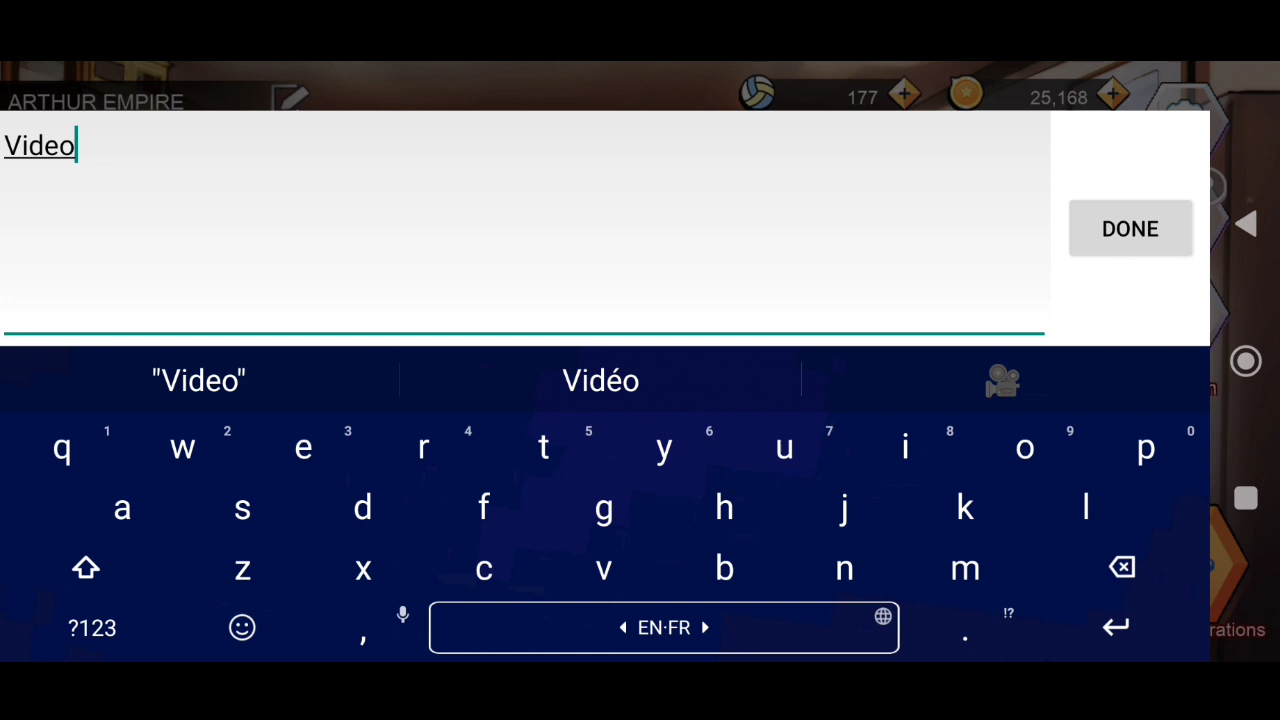 ARTHUR EMPIRE
177
25,168
Video
DONE
"Video" Vidéo
q 1 w 2 e 3 r 4 t 5 y 6 u 7 i 8 o 9 p 0
a s d f g h j k l
z x c v b n m
?123 , EN·FR . !?
rations